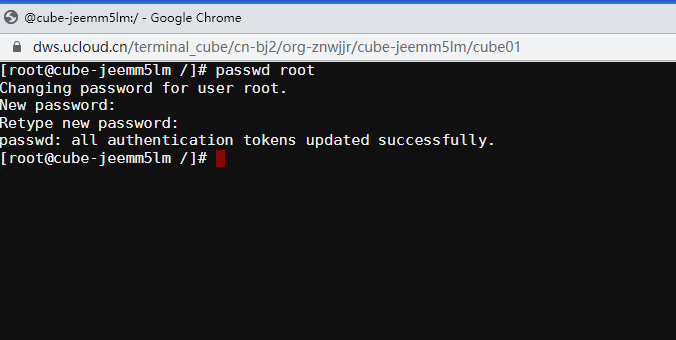 @cube-jeemm5lm:/ - Google Chrome
dws.ucloud.cn/terminal_cube/cn-bj2/org-znwjjr/cube-jeemm5lm/cube01
[root@cube-jeemm5lm /]# passwd root
Changing password for user root.
New password:
Retype new password:
passwd: all authentication tokens updated successfully.
[root@cube-jeemm5lm /]#